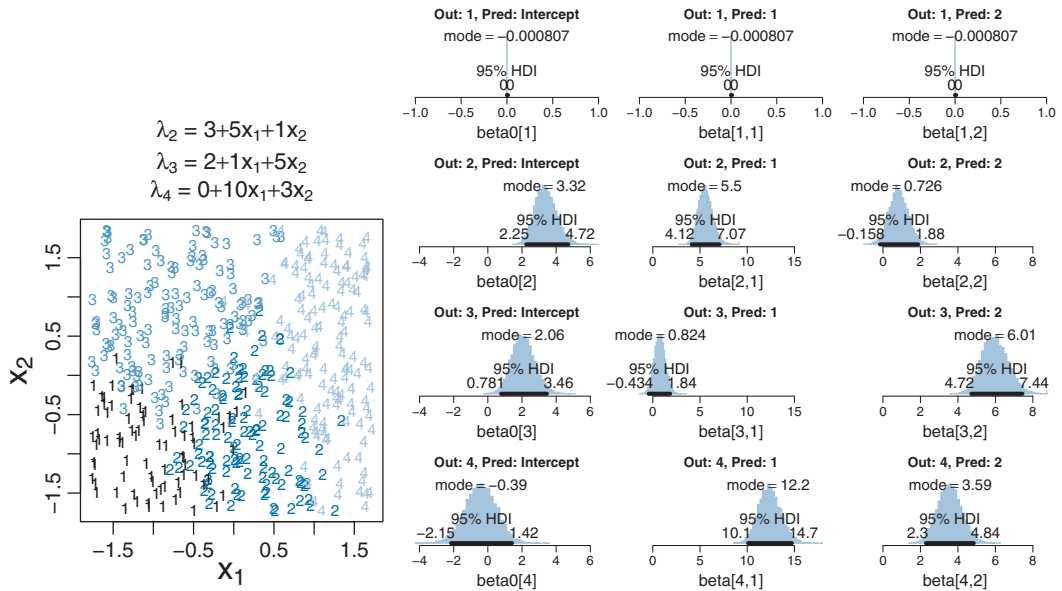 λ2 = 3+5x1+1x2
λ3 = 2+1x1+5x2
λ4 = 0+10x1+3x2
x2
−1.5 −0.5 0.5 1.5
−1.5 −0.5 0.5 1.5
x1
Out: 1, Pred: Intercept
mode = −0.000807
95% HDI
0 0
−1.0 −0.5 0.0 0.5 1.0
beta0[1]
Out: 1, Pred: 1
mode = −0.000807
95% HDI
0 0
−1.0 −0.5 0.0 0.5 1.0
beta[1,1]
Out: 1, Pred: 2
mode = −0.000807
95% HDI
0 0
−1.0 −0.5 0.0 0.5 1.0
beta[1,2]
Out: 2, Pred: Intercept
mode = 3.32
95% HDI
2.25 4.72
−4 −2 0 2 4 6
beta0[2]
Out: 2, Pred: 1
mode = 5.5
95% HDI
4.12 7.07
0 5 10 15
beta[2,1]
Out: 2, Pred: 2
mode = 0.726
95% HDI
−0.158 1.88
0 2 4 6 8
beta[2,2]
Out: 3, Pred: Intercept
mode = 2.06
95% HDI
0.781 3.46
−4 −2 0 2 4 6
beta0[3]
Out: 3, Pred: 1
mode = 0.824
95% HDI
−0.434 1.84
0 5 10 15
beta[3,1]
Out: 3, Pred: 2
mode = 6.01
95% HDI
4.72 7.44
0 2 4 6 8
beta[3,2]
Out: 4, Pred: Intercept
mode = −0.39
95% HDI
−2.15 1.42
−4 −2 0 2 4 6
beta0[4]
Out: 4, Pred: 1
mode = 12.2
95% HDI
10.1 14.7
0 5 10 15
beta[4,1]
Out: 4, Pred: 2
mode = 3.59
95% HDI
2.3 4.84
0 2 4 6 8
beta[4,2]